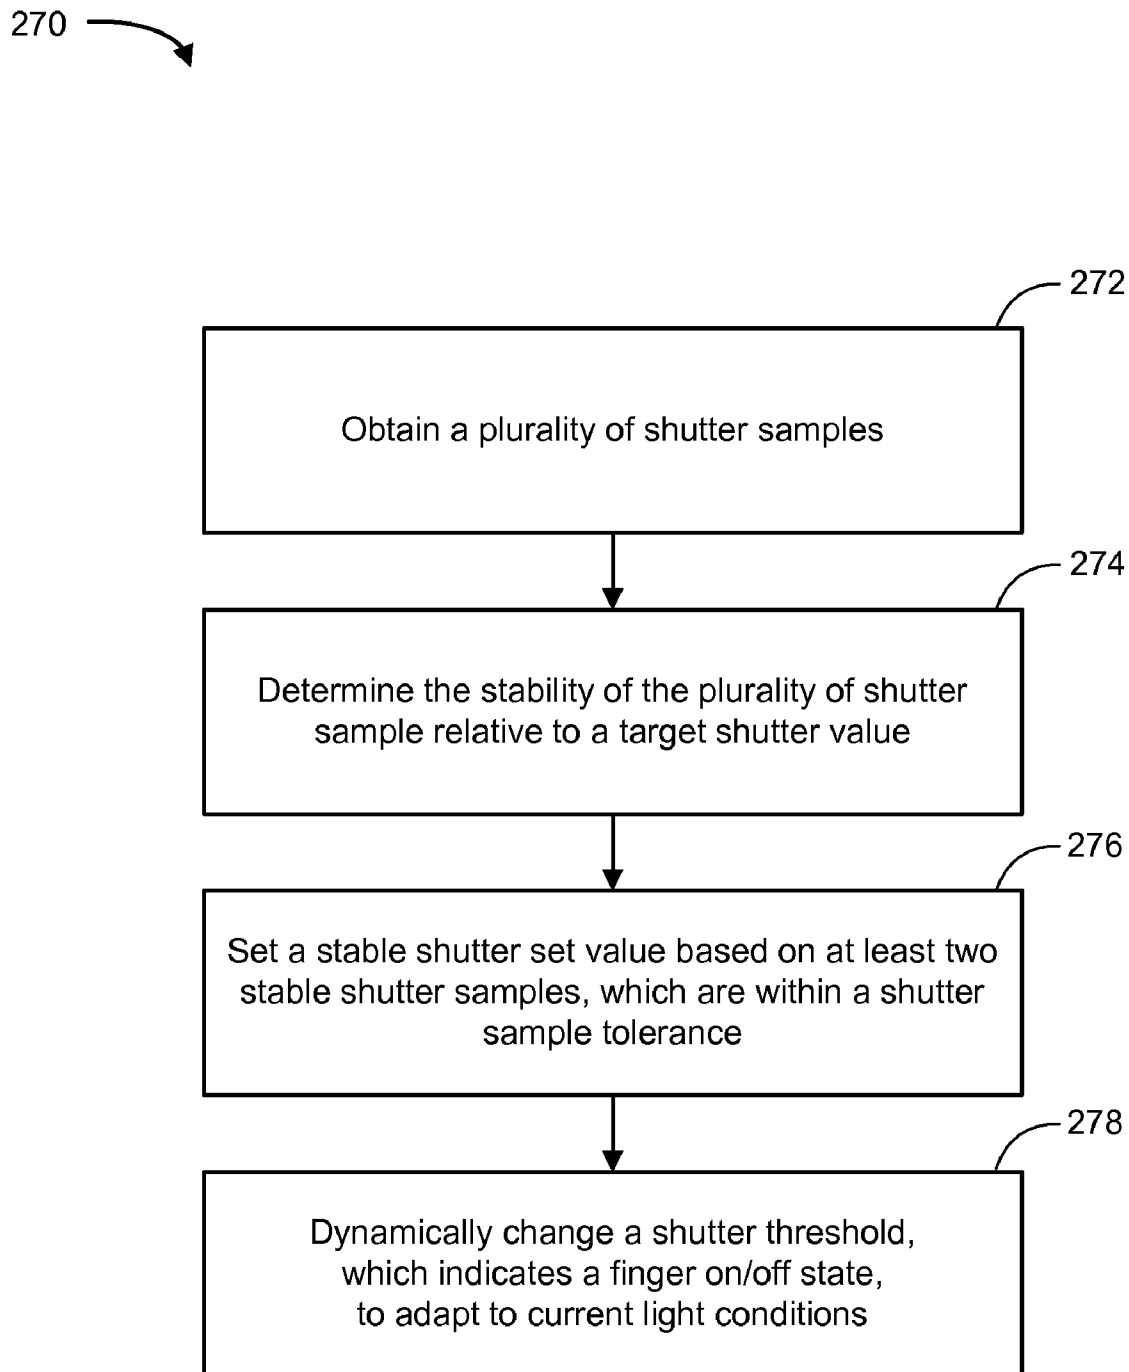 270
272
Obtain a plurality of shutter samples
274
Determine the stability of the plurality of shutter
sample relative to a target shutter value
276
Set a stable shutter set value based on at least two
stable shutter samples, which are within a shutter
sample tolerance
278
Dynamically change a shutter threshold,
which indicates a finger on/off state,
to adapt to current light conditions